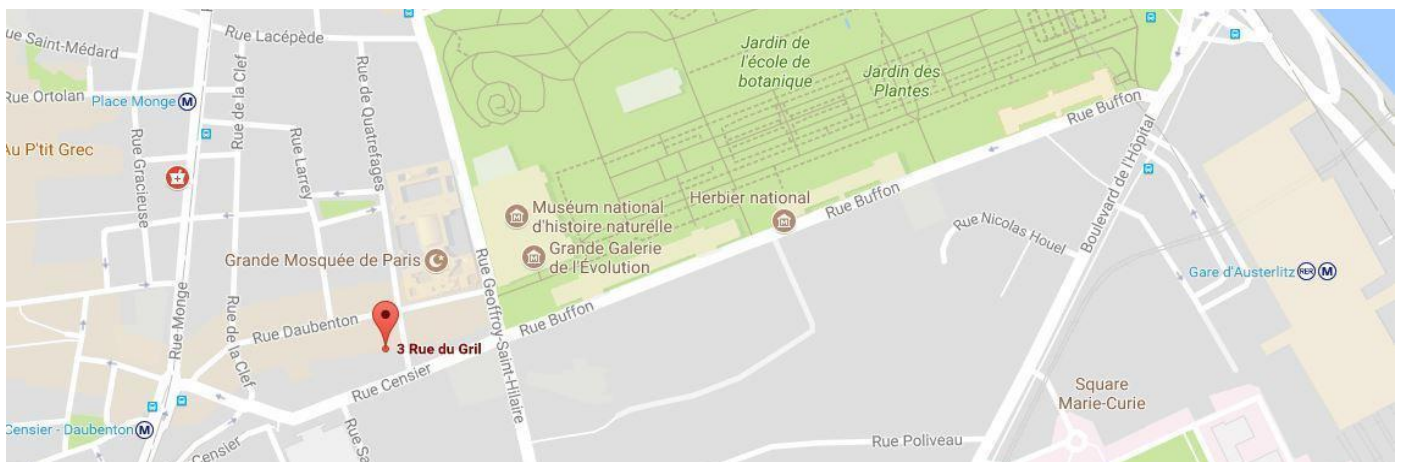 ue Saint-Médard
Rue Lacépède
Rue Ortolan
Place Monge
M
Au P'tit Grec
Rue Gracieuse
Rue de la Clef
Rue Larrey
Rue de Quatrefages
Jardin de
l'école de
botanique
Jardin des
Plantes
Rue Buffon
Boulevard de l'Hôpital
Muséum national
d'histoire naturelle
Herbier national
Rue Buffon
Rue Nicolas Houel
Grande Mosquée de Paris
Grande Galerie
de l'Évolution
Gare d'Austerlitz
RER
M
Rue Monge
Rue de la Clef
Rue Daubenton
Rue Geoffroy-Saint-Hilaire
Rue Buffon
3 Rue du Gril
Rue Censier
Square
Marie-Curie
Censier - Daubenton
M
Censier
Rue Sa
Rue Poliveau